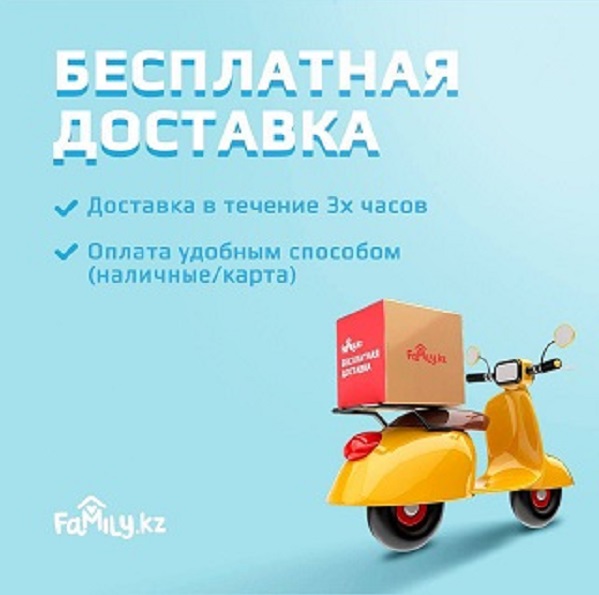 БЕСПЛАТНАЯ
ДОСТАВКА
Доставка в течение 3х часов
Оплата удобным способом
(наличные/карта)
БЕСПЛАТНАЯ
ДОСТАВКА
FaMiLy.kz
FaMiLy.kz